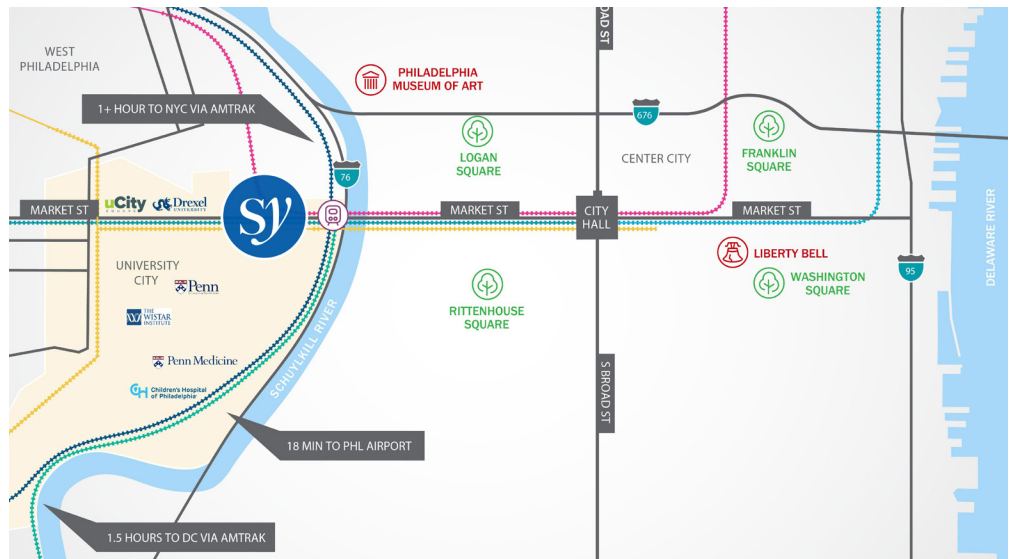 WEST
PHILADELPHIA
1+ HOUR TO NYC VIA AMTRAK
PHILADELPHIA
MUSEUM OF ART
BROAD ST
676
LOGAN
SQUARE
CENTER CITY
FRANKLIN
SQUARE
76
MARKET ST
uCity
SQUARE
Drexel
UNIVERSITY
sy
MARKET ST
CITY
HALL
MARKET ST
UNIVERSITY
CITY
Penn
LIBERTY BELL
WASHINGTON
SQUARE
95
DELAWARE RIVER
RITTENHOUSE
SQUARE
THE
WISTAR
INSTITUTE
SCHUYLKILL RIVER
Penn Medicine
CH Children's Hospital
of Philadelphia
S BROAD ST
18 MIN TO PHL AIRPORT
1.5 HOURS TO DC VIA AMTRAK